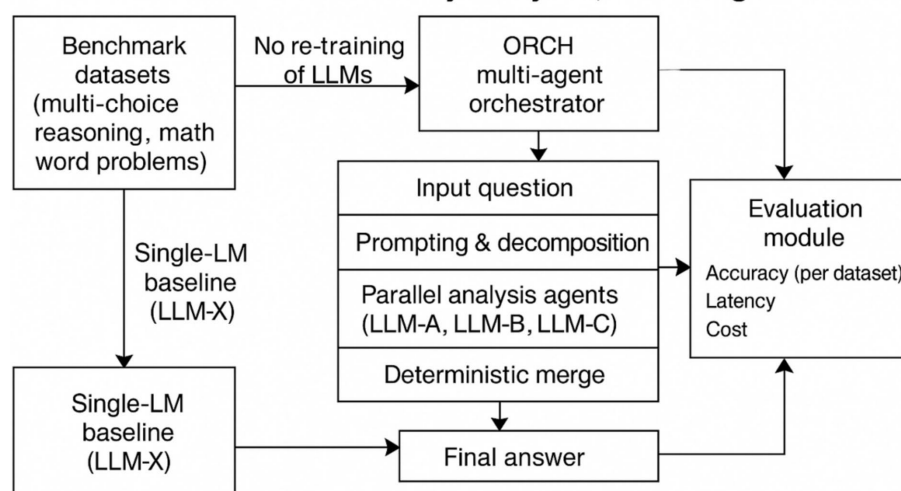 Benchmark
datasets
(multi-choice
reasoning, math
word problems)
No re-training
of LLMs
ORCH
multi-agent
orchestrator
Input question
Prompting & decomposition
Parallel analysis agents
(LLM-A, LLM-B, LLM-C)
Deterministic merge
Evaluation
module
Accuracy (per dataset)
Latency
Cost
Single-LM
baseline
(LLM-X)
Single-LM
baseline
(LLM-X)
Final answer